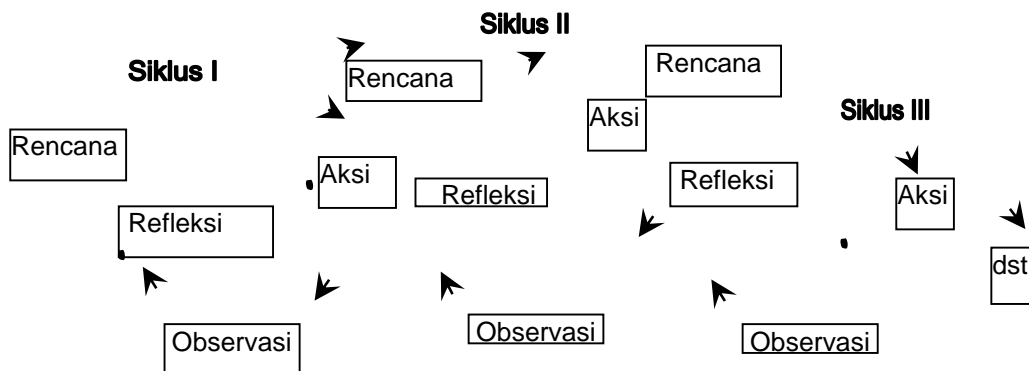 Siklus II
Siklus I
Rencana
Rencana
Aksi
Siklus III
Rencana
Aksi
Refleksi
Refleksi
Aksi
Refleksi
dst
Observasi
Observasi
Observasi